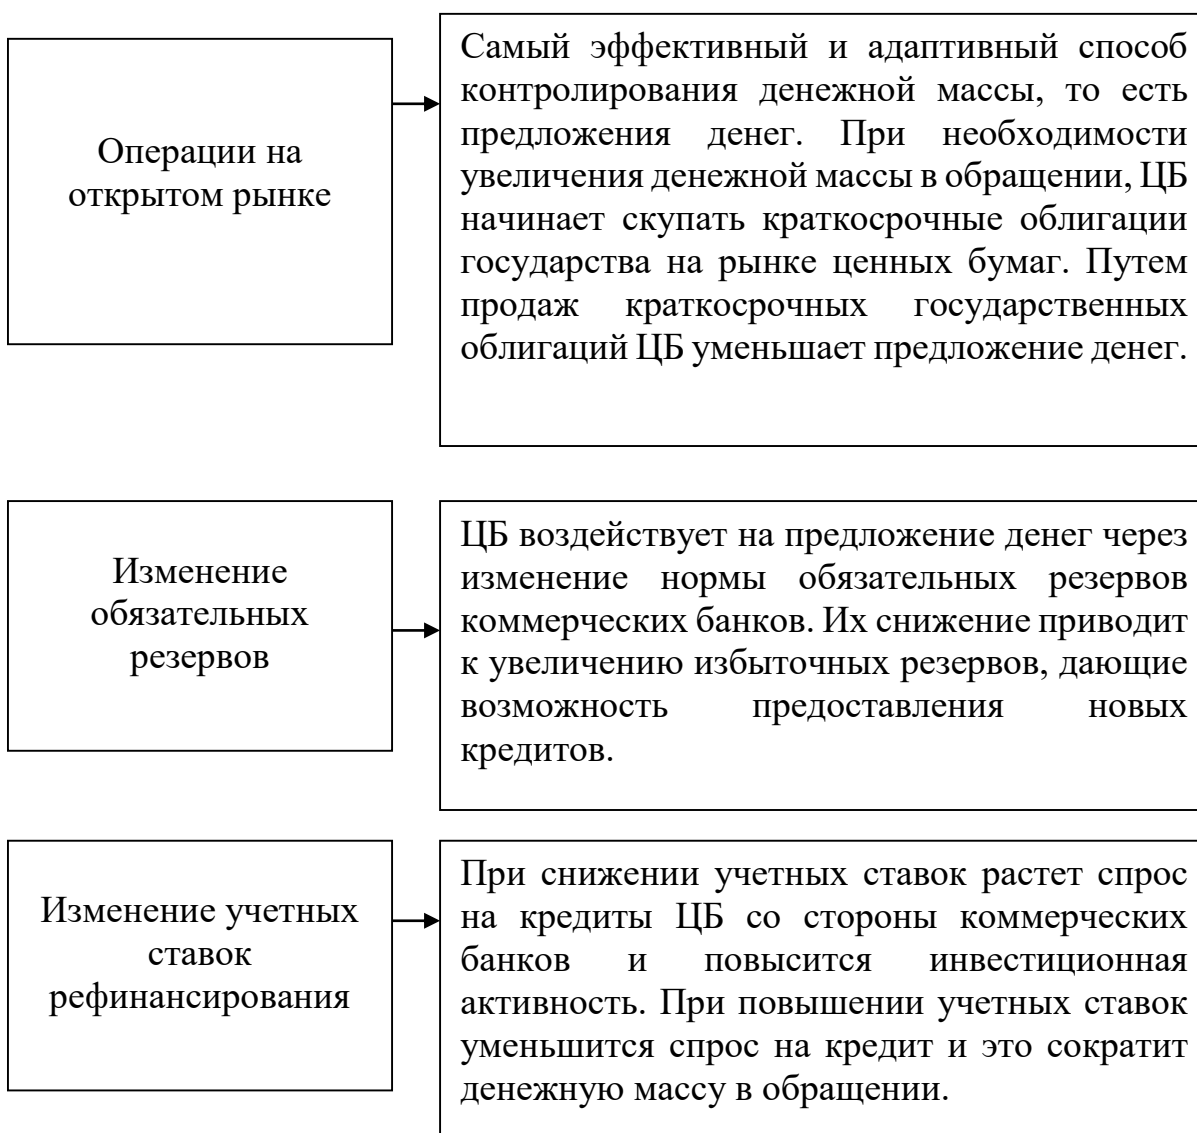 Операции на
открытом рынке
Самый эффективный и адаптивный способ
контролирования денежной массы, то есть
предложения денег. При необходимости
увеличения денежной массы в обращении, ЦБ
начинает скупать краткосрочные облигации
государства на рынке ценных бумаг. Путем
продаж краткосрочных государственных
облигаций ЦБ уменьшает предложение денег.
Изменение
обязательных
резервов
ЦБ воздействует на предложение денег через
изменение нормы обязательных резервов
коммерческих банков. Их снижение приводит
к увеличению избыточных резервов, дающие
возможность предоставления новых
кредитов.
Изменение учетных
ставок
рефинансирования
При снижении учетных ставок растет спрос
на кредиты ЦБ со стороны коммерческих
банков и повысится инвестиционная
активность. При повышении учетных ставок
уменьшится спрос на кредит и это сократит
денежную массу в обращении.